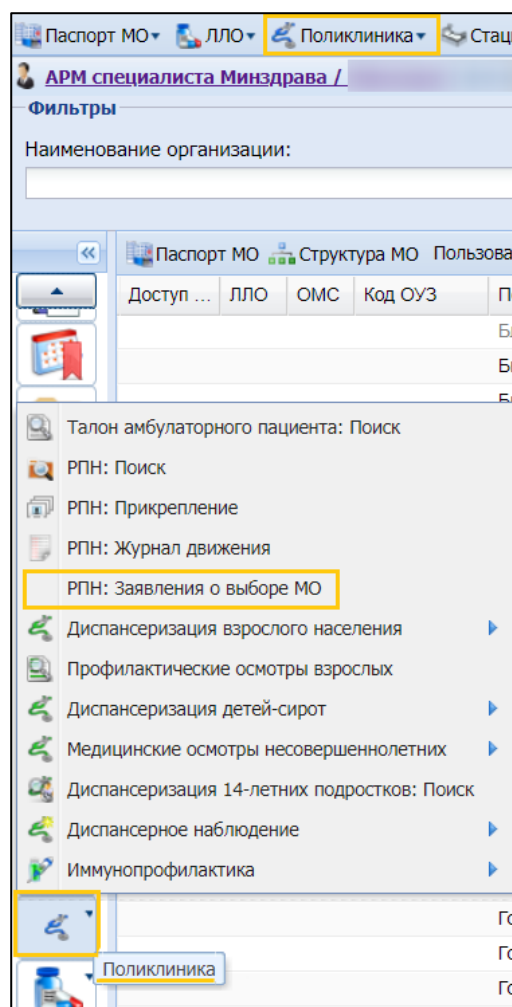 Паспорт МО ЛЛО Поликлиника
АРМ специалиста Минздрава /
Фильтры
Наименование организации:
Паспорт МО Структура МО
Доступ ... ЛЛО ОМС Код ОУЗ
Талон амбулаторного пациента: Поиск
РПН: Поиск
РПН: Прикрепление
РПН: Журнал движения
РПН: Заявления о выборе МО
Диспансеризация взрослого населения
Профилактические осмотры взрослых
Диспансеризация детей-сирот
Медицинские осмотры несовершеннолетних
Диспансеризация 14-летних подростков: Поиск
Диспансерное наблюдение
Иммунопрофилактика
Поликлиника